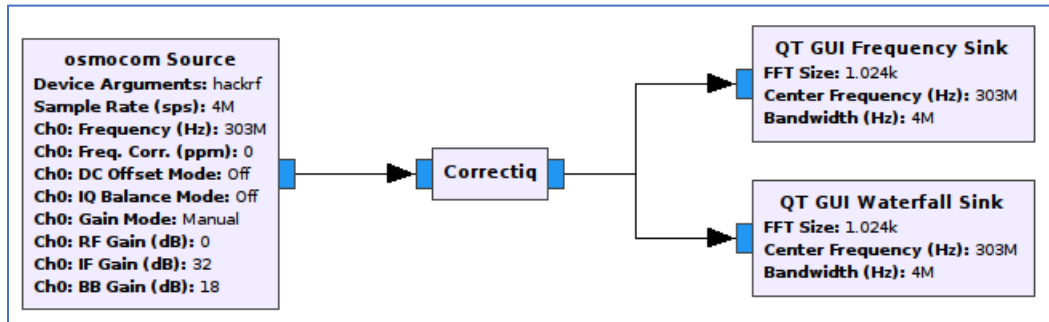 osmocom Source
Device Arguments: hackrf
Sample Rate (sps): 4M
Ch0: Frequency (Hz): 303M
Ch0: Freq. Corr. (ppm): 0
Ch0: DC Offset Mode: Off
Ch0: IQ Balance Mode: Off
Ch0: Gain Mode: Manual
Ch0: RF Gain (dB): 0
Ch0: IF Gain (dB): 32
Ch0: BB Gain (dB): 18
Correctiq
QT GUI Frequency Sink
FFT Size: 1.024k
Center Frequency (Hz): 303M
Bandwidth (Hz): 4M
QT GUI Waterfall Sink
FFT Size: 1.024k
Center Frequency (Hz): 303M
Bandwidth (Hz): 4M